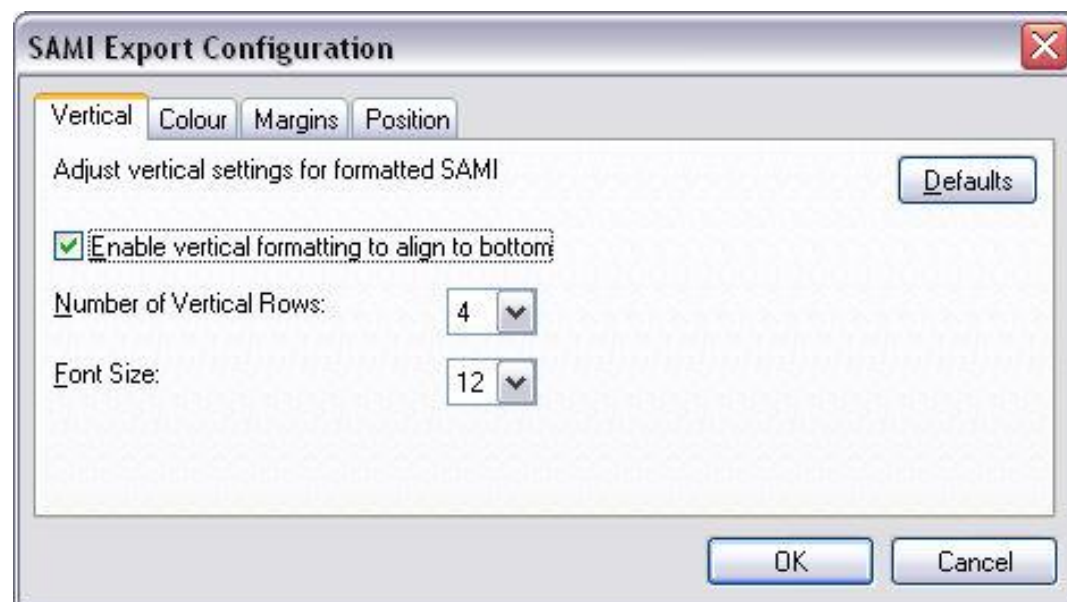 SAMI Export Configuration
Vertical Colour Margins Position
Adjust vertical settings for formatted SAMI
Defaults
Enable vertical formatting to align to bottom
Number of Vertical Rows: 4
Font Size: 12
OK Cancel